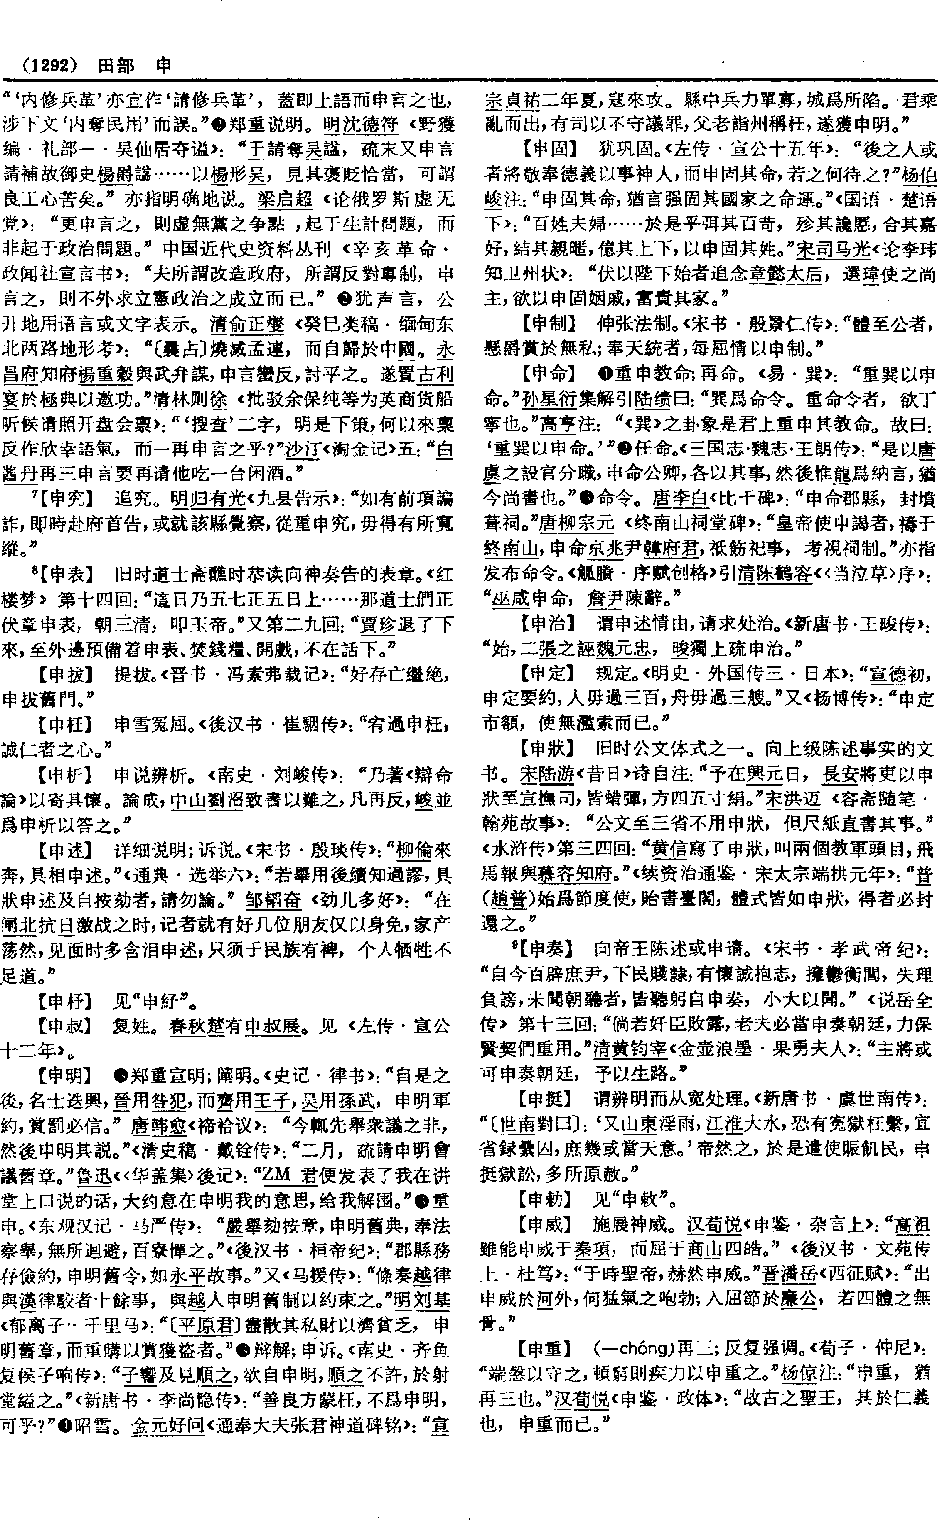 （1292） 田部 申
“‘内修兵革’亦宜作‘請修兵革’，蓋即上語而申言之也，
涉下文‘内奪民用’而誤。”❷郑重说明。明沈德符《野獲
编·礼部一·吴仙居夺谥》：“于請奪吴謚，疏末又申言
請補故御史楊爵謚……以楊形吴，見其褒貶恰當，可謂
良工心苦矣。”亦指明确地说。梁启超《论俄罗斯虚无
党》：“更申言之，則虚無黨之争點，起于生計問題，而
非起于政治問題。”中国近代史资料丛刊《辛亥革命·
政闻社宣言书》：“夫所謂改造政府，所謂反對專制，申
言之，則不外求立憲政治之成立而已。”❸犹声言，公
开地用语言或文字表示。清俞正燮《癸巳类稿·缅甸东
北两路地形考》：“〔曩占〕燒滅孟連，而自歸於中國。永
昌府知府楊重穀與武弁謀，申言蠻反，討平之。遂置古利
宴於極典以邀功。”清林则徐《批驳余保纯等为英商货船
听候请照开盘会禀》：“‘搜查’二字，明是下策，何以來禀
反作欣幸語氣，而一再申言之乎？”沙汀《淘金记》五：“白
醬丹再三申言要再请他吃一台闲酒。”
⁷【申究】 追究。明归有光《九县告示》：“如有前項詭
詐，即時赴府首告，或就該縣覺察，從重申究，毋得有所寬
縱。”
⁸【申表】 旧时道士斋醮时恭读向神奏告的表章。《红
楼梦》第十四回：“這日乃五七正五日上……那道士們正
伏章申表，朝三清，叩玉帝。”又第二九回：“賈珍退了下
來，至外邊預備着申表、焚錢糧、開戲，不在話下。”
【申拔】 提拔。《晋书·冯素弗载记》：“好存亡繼絶，
申拔舊門。”
【申枉】 申雪冤屈。《後汉书·崔駰传》：“宥過申枉，
誠仁者之心。”
【申析】 申说辨析。《南史·刘峻传》：“乃著《辯命
論》以寄其懷。論成，中山劉沼致書以難之，凡再反，峻並
爲申析以答之。”
【申述】 详细说明；诉说。《宋书·殷琰传》：“柳倫來
奔，具相申述。”《通典·选举六》：“若舉用後續知過謬，具
狀申述及自按劾者，請勿論。”邹韬奋《幼儿多好》：“在
闸北抗日激战之时，记者就有好几位朋友仅以身免，家产
荡然，见面时多含泪申述，只须于民族有裨，个人牺牲不
足道。”
【申杼】 见“申紓”。
【申叔】 复姓。春秋楚有申叔展。见《左传·宣公
十二年》。
【申明】 ❶郑重宣明；阐明。《史记·律书》：“自是之
後，名士迭興，晉用咎犯，而齊用王子，吴用孫武，申明軍
約，賞罰必信。”唐韩愈《禘祫议》：“今輒先舉衆議之非，
然後申明其説。”《清史稿·戴铨传》：“二月，疏請申明會
議舊章。”鲁迅《〈华盖集〉後记》：“ZM 君便发表了我在讲
堂上口说的话，大约意在申明我的意思，给我解围。”❷重
申。《东观汉记·马严传》：“嚴舉劾按章，申明舊典，奉法
察舉，無所迴避，百寮憚之。”《後汉书·桓帝纪》：“郡縣務
存儉約，申明舊令，如永平故事。”又《马援传》：“條奏越律
與漢律駮者十餘事，與越人申明舊制以約束之。”明刘基
《郁离子·千里马》：“〔平原君〕盡散其私財以濟貧乏，申
明舊章，而重購以賞獲盗者。”❸辩解；申诉。《南史·齐鱼
复侯子响传》：“子響及見順之，欲自申明，順之不許，於射
堂縊之。”《新唐书·李尚隐传》：“善良方蒙枉，不爲申明，
可乎？”❹昭雪。金元好问《通奉大夫张君神道碑铭》：“宣
宗貞祐二年夏，寇來攻。縣中兵力單寡，城爲所陷。君乘
亂而出，有司以不守議罪，父老詣州稱枉，遂獲申明。”
【申固】 犹巩固。《左传·宣公十五年》：“後之人或
者將敬奉德義以事神人，而申固其命，若之何待之？”杨伯
峻注：“申固其命，猶言强固其國家之命運。”《国语·楚语
下》：“百姓夫婦……於是乎弭其百苛，殄其讒慝，合其嘉
好，結其親暱，億其上下，以申固其姓。”宋司马光《论李玮
知卫州状》：“伏以陛下始者追念章懿太后，選瑋使之尚
主，欲以申固姻戚，富貴其家。”
【申制】 伸张法制。《宋书·殷景仁传》：“體至公者，
懸爵賞於無私；奉天統者，每屈情以申制。”
【申命】 ❶重申教命；再命。《易·巽》：“重巽以申
命。”孙星衍集解引陆绩曰：“巽爲命令。重命令者，欲丁
寧也。”高亨注：“《巽》之卦象是君上重申其教命。故曰：
‘重巽以申命。’”❷任命。《三国志·魏志·王朗传》：“是以唐
虞之設官分職，申命公卿，各以其事，然後惟龍爲納言，猶
今尚書也。”❸命令。唐李白《比干碑》：“申命郡縣，封墳
葺祠。”唐柳宗元《终南山祠堂碑》：“皇帝使中謁者，禱于
終南山，申命京兆尹韓府君，祇飭祀事，考視祠制。”亦指
发布命令。《觚賸·序赋创格》引清陈鹤客《〈当泣草〉序》：
“巫咸申命，詹尹陳辭。”
【申治】 谓申述情由，请求处治。《新唐书·王晙传》：
“始，二張之誣魏元忠，晙獨上疏申治。”
【申定】 规定。《明史·外国传三·日本》：“宣德初，
申定要約，人毋過三百，舟毋過三艘。”又《杨博传》：“申定
市額，使無濫索而已。”
【申狀】 旧时公文体式之一。向上级陈述事实的文
书。宋陆游《昔日》诗自注：“予在興元日，長安將吏以申
狀至宣撫司，皆蠟彈，方四五寸絹。”宋洪迈《容斋随笔·
翰苑故事》：“公文至三省不用申狀，但尺紙直書其事。”
《水浒传》第三四回：“黄信寫了申狀，叫兩個教軍頭目，飛
馬報與慕容知府。”《续资治通鉴·宋太宗端拱元年》：“普
（趙普）始爲節度使，貽書臺閣，體式皆如申狀，得者必封
還之。”
⁹【申奏】 向帝王陈述或申请。《宋书·孝武帝纪》：
“自今百辟庶尹，下民賤隸，有懷誠抱志，擁鬱衡閭，失理
負謗，未聞朝聽者，皆聽躬自申奏，小大以聞。”《说岳全
传》第十三回：“倘若奸臣敗露，老夫必當申奏朝廷，力保
賢契們重用。”清黄钧宰《金壶浪墨·果勇夫人》：“主將或
可申奏朝廷，予以生路。”
【申挺】 谓辨明而从宽处理。《新唐书·虞世南传》：
“〔世南對曰〕：‘又山東淫雨，江淮大水，恐有冤獄枉繫，宜
省録纍囚，庶幾或當天意。’帝然之，於是遣使賑飢民，申
挺獄訟，多所原赦。”
【申勑】 见“申敕”。
【申威】 施展神威。汉荀悦《申鉴·杂言上》：“高祖
雖能申威于秦項，而屈于商山四皓。”《後汉书·文苑传
上·杜笃》：“于時聖帝，赫然申威。”晋潘岳《西征赋》：“出
申威於河外，何猛氣之咆勃；入屈節於廉公，若四體之無
骨。”
【申重】 （—chóng）再三；反复强调。《荀子·仲尼》：
“端慤以守之，頓窮則疾力以申重之。”杨倞注：“申重，猶
再三也。”汉荀悦《申鉴·政体》：“故古之聖王，其於仁義
也，申重而已。”